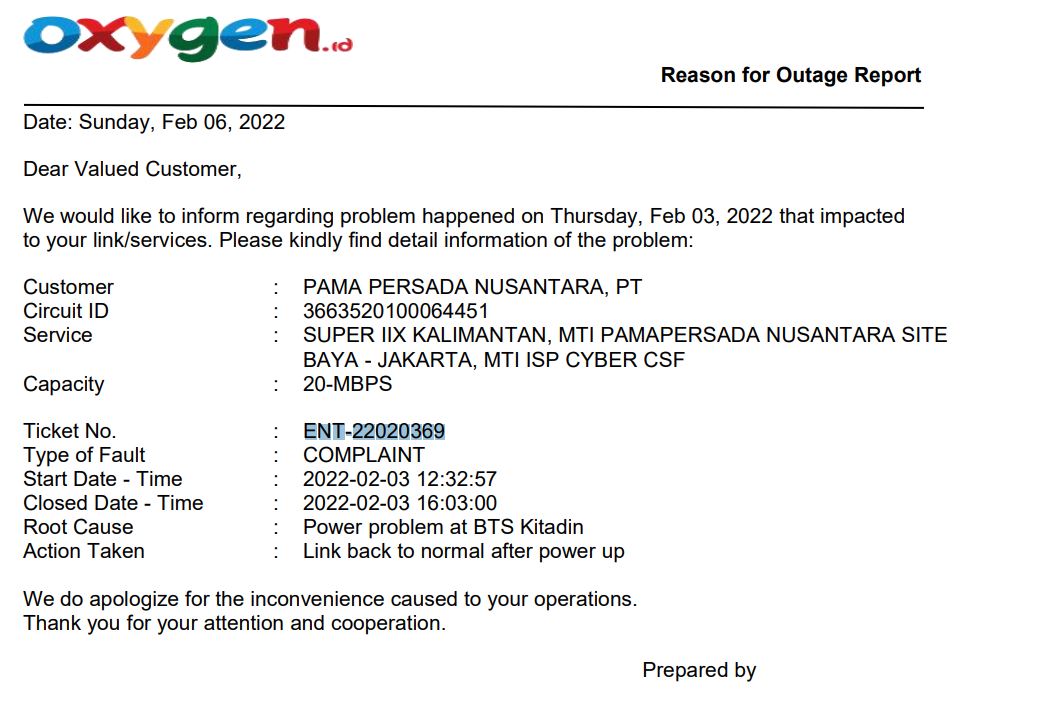 oxygen.id
Reason for Outage Report
Date: Sunday, Feb 06, 2022
Dear Valued Customer,
We would like to inform regarding problem happened on Thursday, Feb 03, 2022 that impacted
to your link/services. Please kindly find detail information of the problem:
Customer : PAMA PERSADA NUSANTARA, PT
Circuit ID : 3663520100064451
Service : SUPER IIX KALIMANTAN, MTI PAMAPERSADA NUSANTARA SITE
BAYA - JAKARTA, MTI ISP CYBER CSF
Capacity : 20-MBPS
Ticket No. : ENT-22020369
Type of Fault : COMPLAINT
Start Date - Time : 2022-02-03 12:32:57
Closed Date - Time : 2022-02-03 16:03:00
Root Cause : Power problem at BTS Kitadin
Action Taken : Link back to normal after power up
We do apologize for the inconvenience caused to your operations.
Thank you for your attention and cooperation.
Prepared by